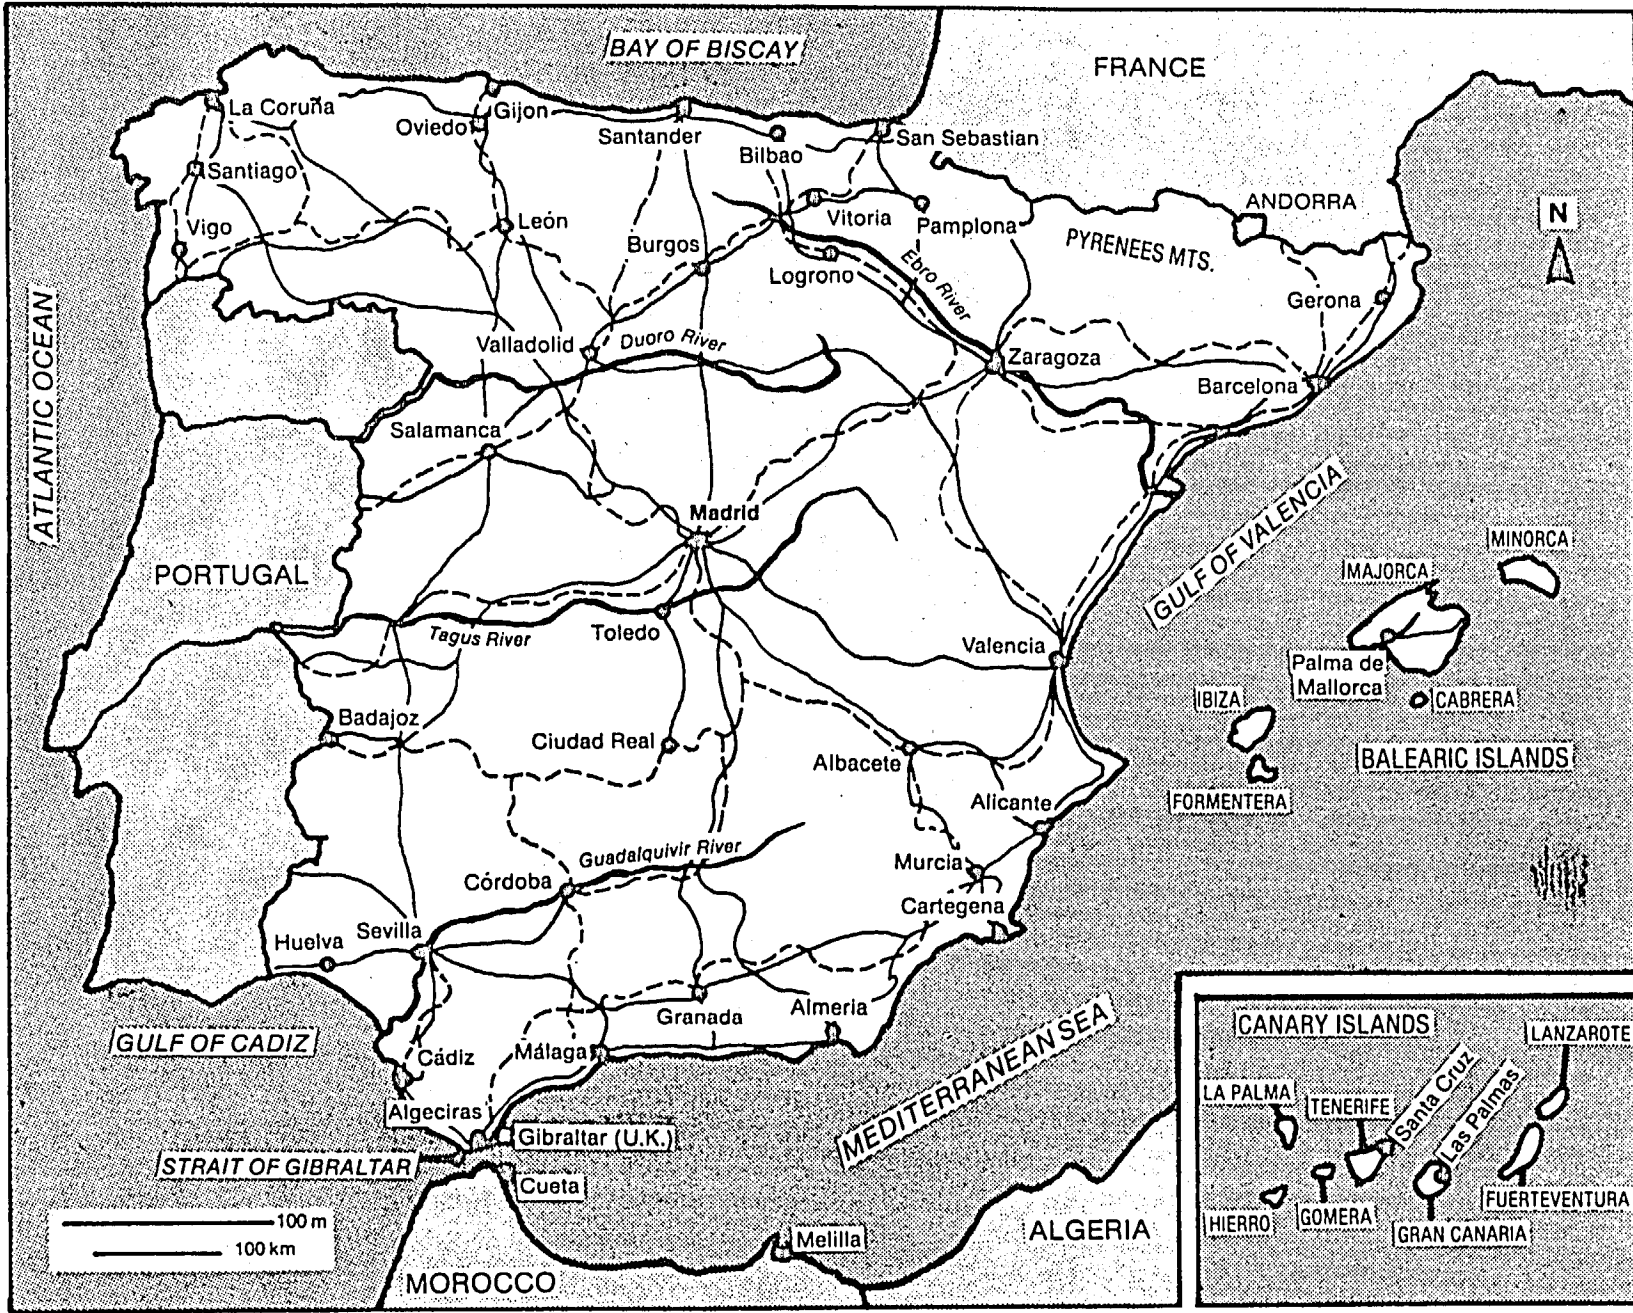 BAY OF BISCAY
FRANCE
La Coruña
Gijon
Oviedo
Santander
San Sebastian
Bilbao
Santiago
ANDORRA
N
Vitoria
Pamplona
Vigo
León
PYRENEES MTS.
Burgos
Logrono
Ebro River
Gerona
ATLANTIC OCEAN
Valladolid
Duoro River
Zaragoza
Barcelona
Salamanca
Madrid
GULF OF VALENCIA
MINORCA
MAJORCA
PORTUGAL
Tagus River
Toledo
Valencia
Palma de
Mallorca
IBIZA
CABRERA
Badajoz
Ciudad Real
Albacete
BALEARIC ISLANDS
FORMENTERA
Alicante
Guadalquivir River
Murcia
Córdoba
Cartegena
Sevilla
Huelva
Almeria
Granada
GULF OF CADIZ
Cádiz
Málaga
MEDITERRANEAN SEA
Algeciras
Gibraltar (U.K.)
STRAIT OF GIBRALTAR
Cueta
100 m
100 km
Melilla
ALGERIA
MOROCCO
CANARY ISLANDS
LANZAROTE
LA PALMA
TENERIFE
Santa Cruz
Las Palmas
HIERRO
GOMERA
GRAN CANARIA
FUERTEVENTURA